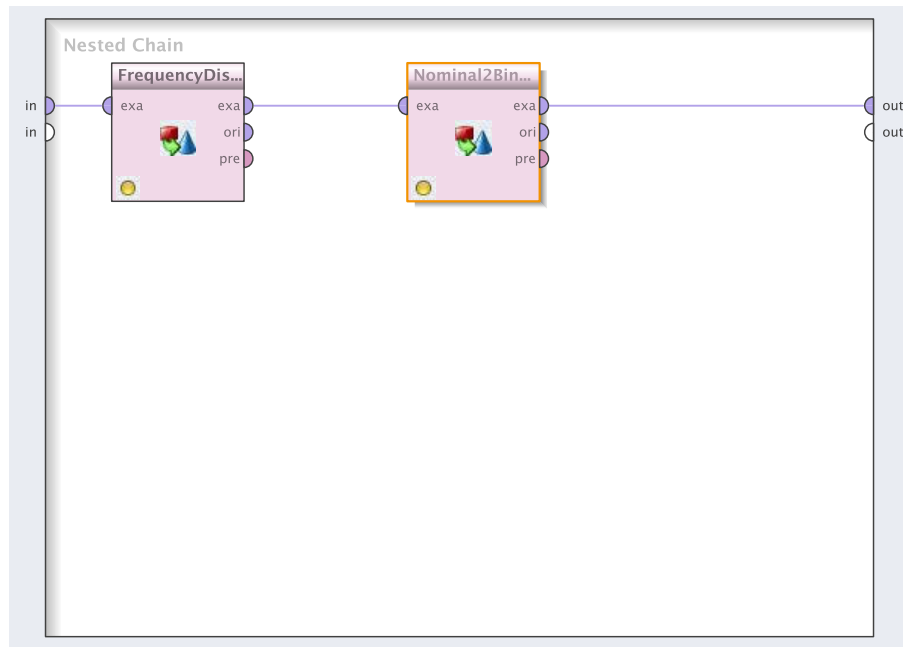 Nested Chain
FrequencyDis...
Nominal2Bin...
in
exa
exa
exa
exa
out
in
ori
ori
out
pre
pre